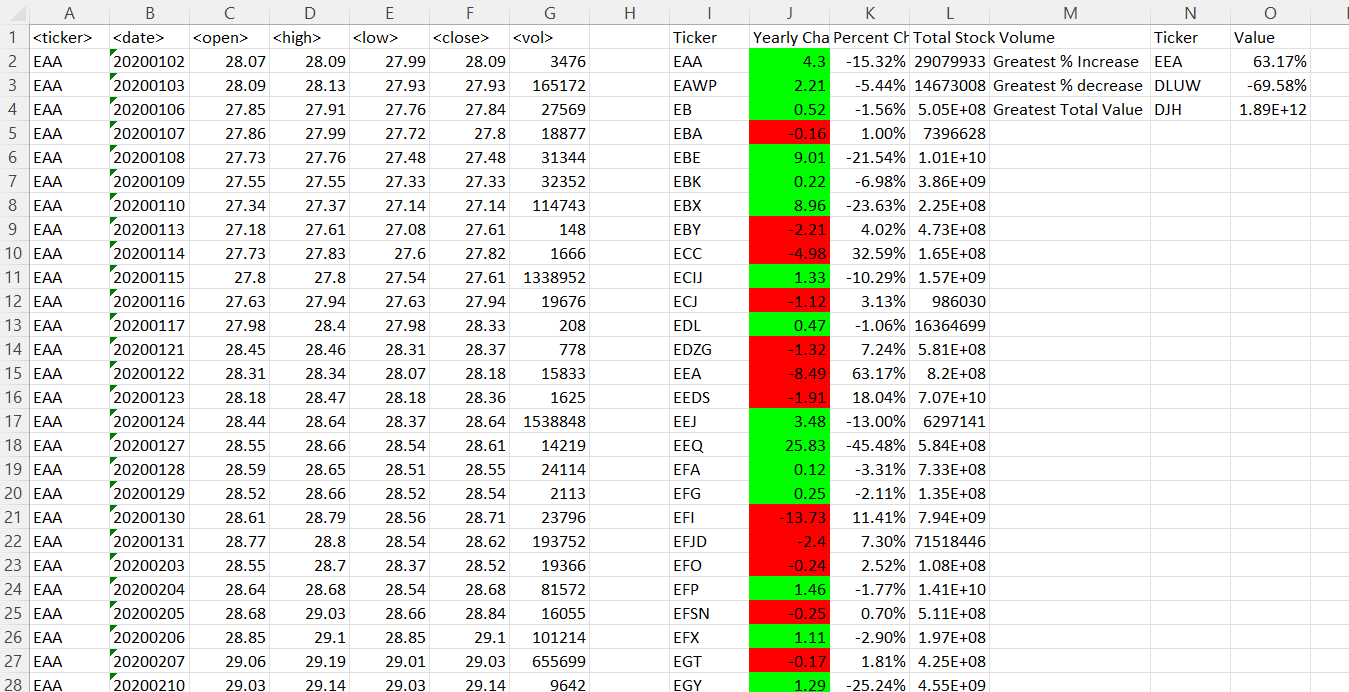 A B C D E F G H I J K L M N O
1 <ticker> <date> <open> <high> <low> <close> <vol> Ticker Yearly Cha Percent Ch Total Stock Volume Ticker Value
2 EAA 20200102 28.07 28.09 27.99 28.09 3476 EAA 4.3 -15.32% 29079933 Greatest % Increase EEA 63.17%
3 EAA 20200103 28.09 28.13 27.93 27.93 165172 EAWP 2.21 -5.44% 14673008 Greatest % decrease DLUW -69.58%
4 EAA 20200106 27.85 27.91 27.76 27.84 27569 EB 0.52 -1.56% 5.05E+08 Greatest Total Value DJH 1.89E+12
5 EAA 20200107 27.86 27.99 27.72 27.8 18877 EBA -0.16 1.00% 7396628
6 EAA 20200108 27.73 27.76 27.48 27.48 31344 EBE 9.01 -21.54% 1.01E+10
7 EAA 20200109 27.55 27.55 27.33 27.33 32352 EBK 0.22 -6.98% 3.86E+09
8 EAA 20200110 27.34 27.37 27.14 27.14 114743 EBX 8.96 -23.63% 2.25E+08
9 EAA 20200113 27.18 27.61 27.08 27.61 148 EBY -2.21 4.02% 4.73E+08
10 EAA 20200114 27.73 27.83 27.6 27.82 1666 ECC -4.98 32.59% 1.65E+08
11 EAA 20200115 27.8 27.8 27.54 27.61 1338952 ECIJ 1.33 -10.29% 1.57E+09
12 EAA 20200116 27.63 27.94 27.63 27.94 19676 ECJ -1.12 3.13% 986030
13 EAA 20200117 27.98 28.4 27.98 28.33 208 EDL 0.47 -1.06% 16364699
14 EAA 20200121 28.45 28.46 28.31 28.37 778 EDZG -1.32 7.24% 5.81E+08
15 EAA 20200122 28.31 28.34 28.07 28.18 15833 EEA -8.49 63.17% 8.2E+08
16 EAA 20200123 28.18 28.47 28.18 28.36 1625 EEDS -1.91 18.04% 7.07E+10
17 EAA 20200124 28.44 28.64 28.37 28.64 1538848 EEJ 3.48 -13.00% 6297141
18 EAA 20200127 28.55 28.66 28.54 28.61 14219 EEQ 25.83 -45.48% 5.84E+08
19 EAA 20200128 28.59 28.65 28.51 28.55 24114 EFA 0.12 -3.31% 7.33E+08
20 EAA 20200129 28.52 28.66 28.52 28.54 2113 EFG 0.25 -2.11% 1.35E+08
21 EAA 20200130 28.61 28.79 28.56 28.71 23796 EFI -13.73 11.41% 7.94E+09
22 EAA 20200131 28.77 28.8 28.54 28.62 193752 EFJD -2.4 7.30% 71518446
23 EAA 20200203 28.55 28.7 28.37 28.52 19366 EFO -0.24 2.52% 1.08E+08
24 EAA 20200204 28.64 28.68 28.54 28.68 81572 EFP 1.46 -1.77% 1.41E+10
25 EAA 20200205 28.68 29.03 28.66 28.84 16055 EFSN -0.25 0.70% 5.11E+08
26 EAA 20200206 28.85 29.1 28.85 29.1 101214 EFX 1.11 -2.90% 1.97E+08
27 EAA 20200207 29.06 29.19 29.01 29.03 655699 EGT -0.17 1.81% 4.25E+08
28 EAA 20200210 29.03 29.14 29.03 29.14 9642 EGY 1.29 -25.24% 4.55E+09